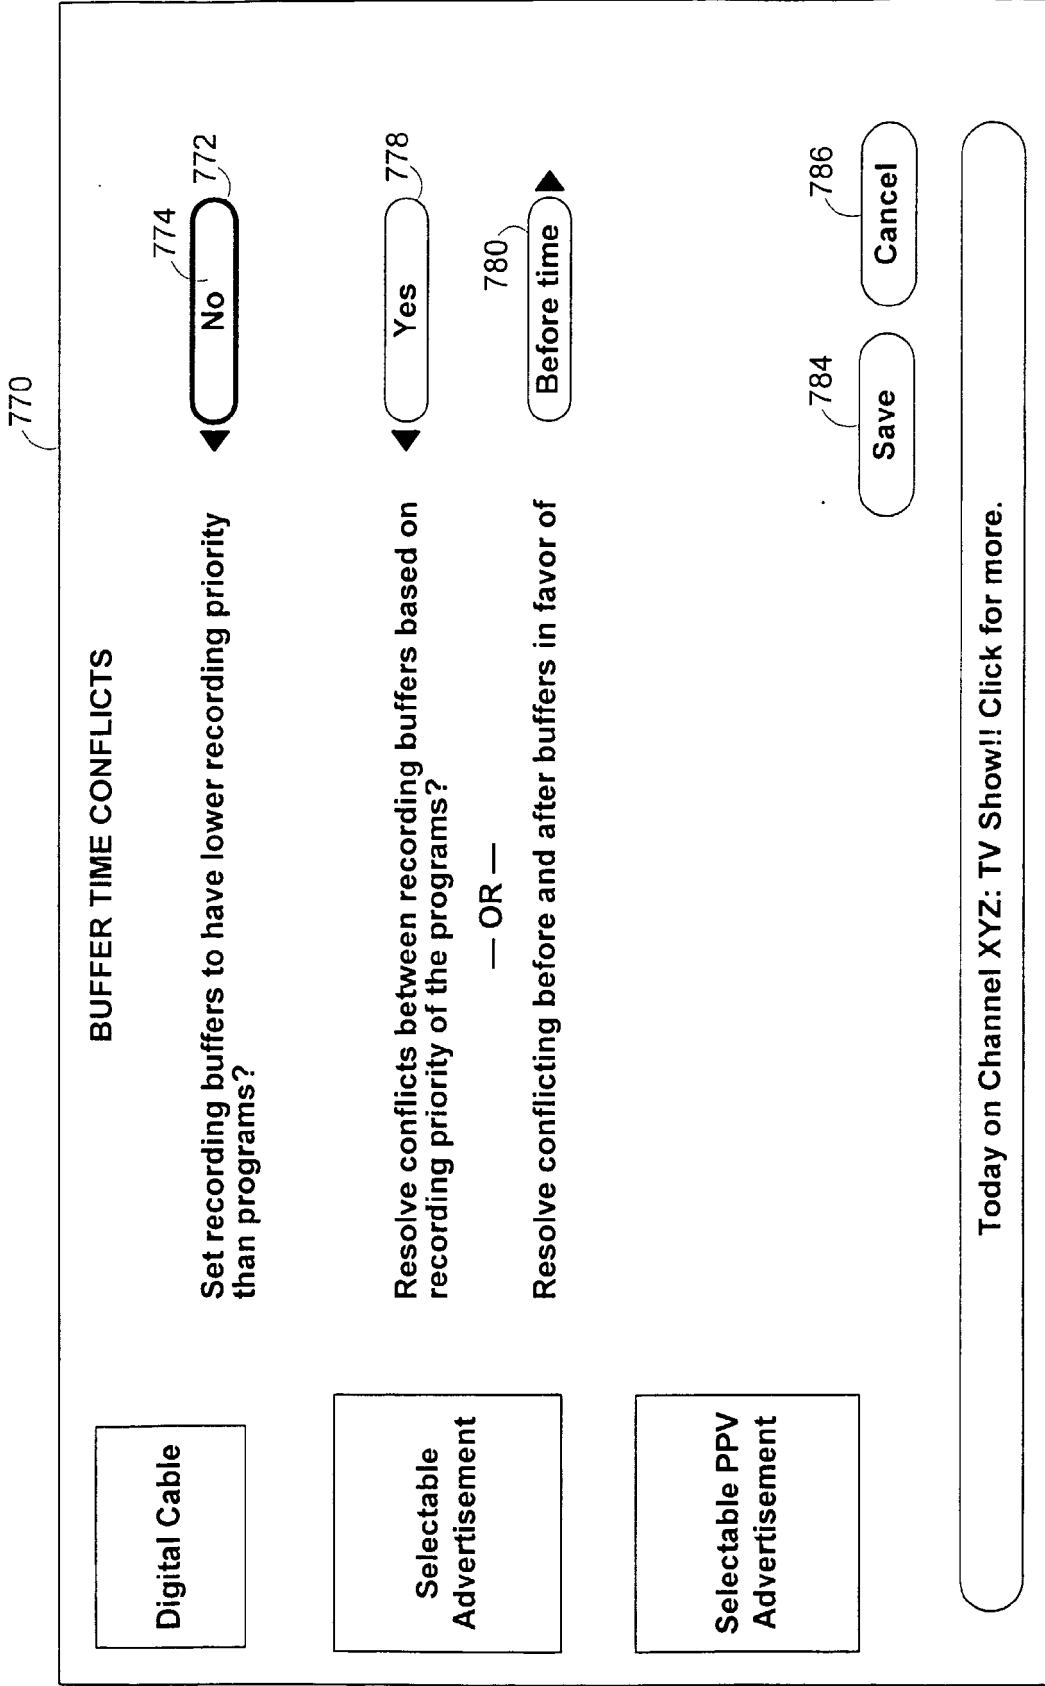 770
BUFFER TIME CONFLICTS
Digital Cable
Set recording buffers to have lower recording priority
than programs?
774
No
772
Selectable
Advertisement
Resolve conflicts between recording buffers based on
recording priority of the programs?
Yes
778
— OR —
Resolve conflicting before and after buffers in favor of
780
Before time
Selectable PPV
Advertisement
784
Save
786
Cancel
Today on Channel XYZ: TV Show!! Click for more.